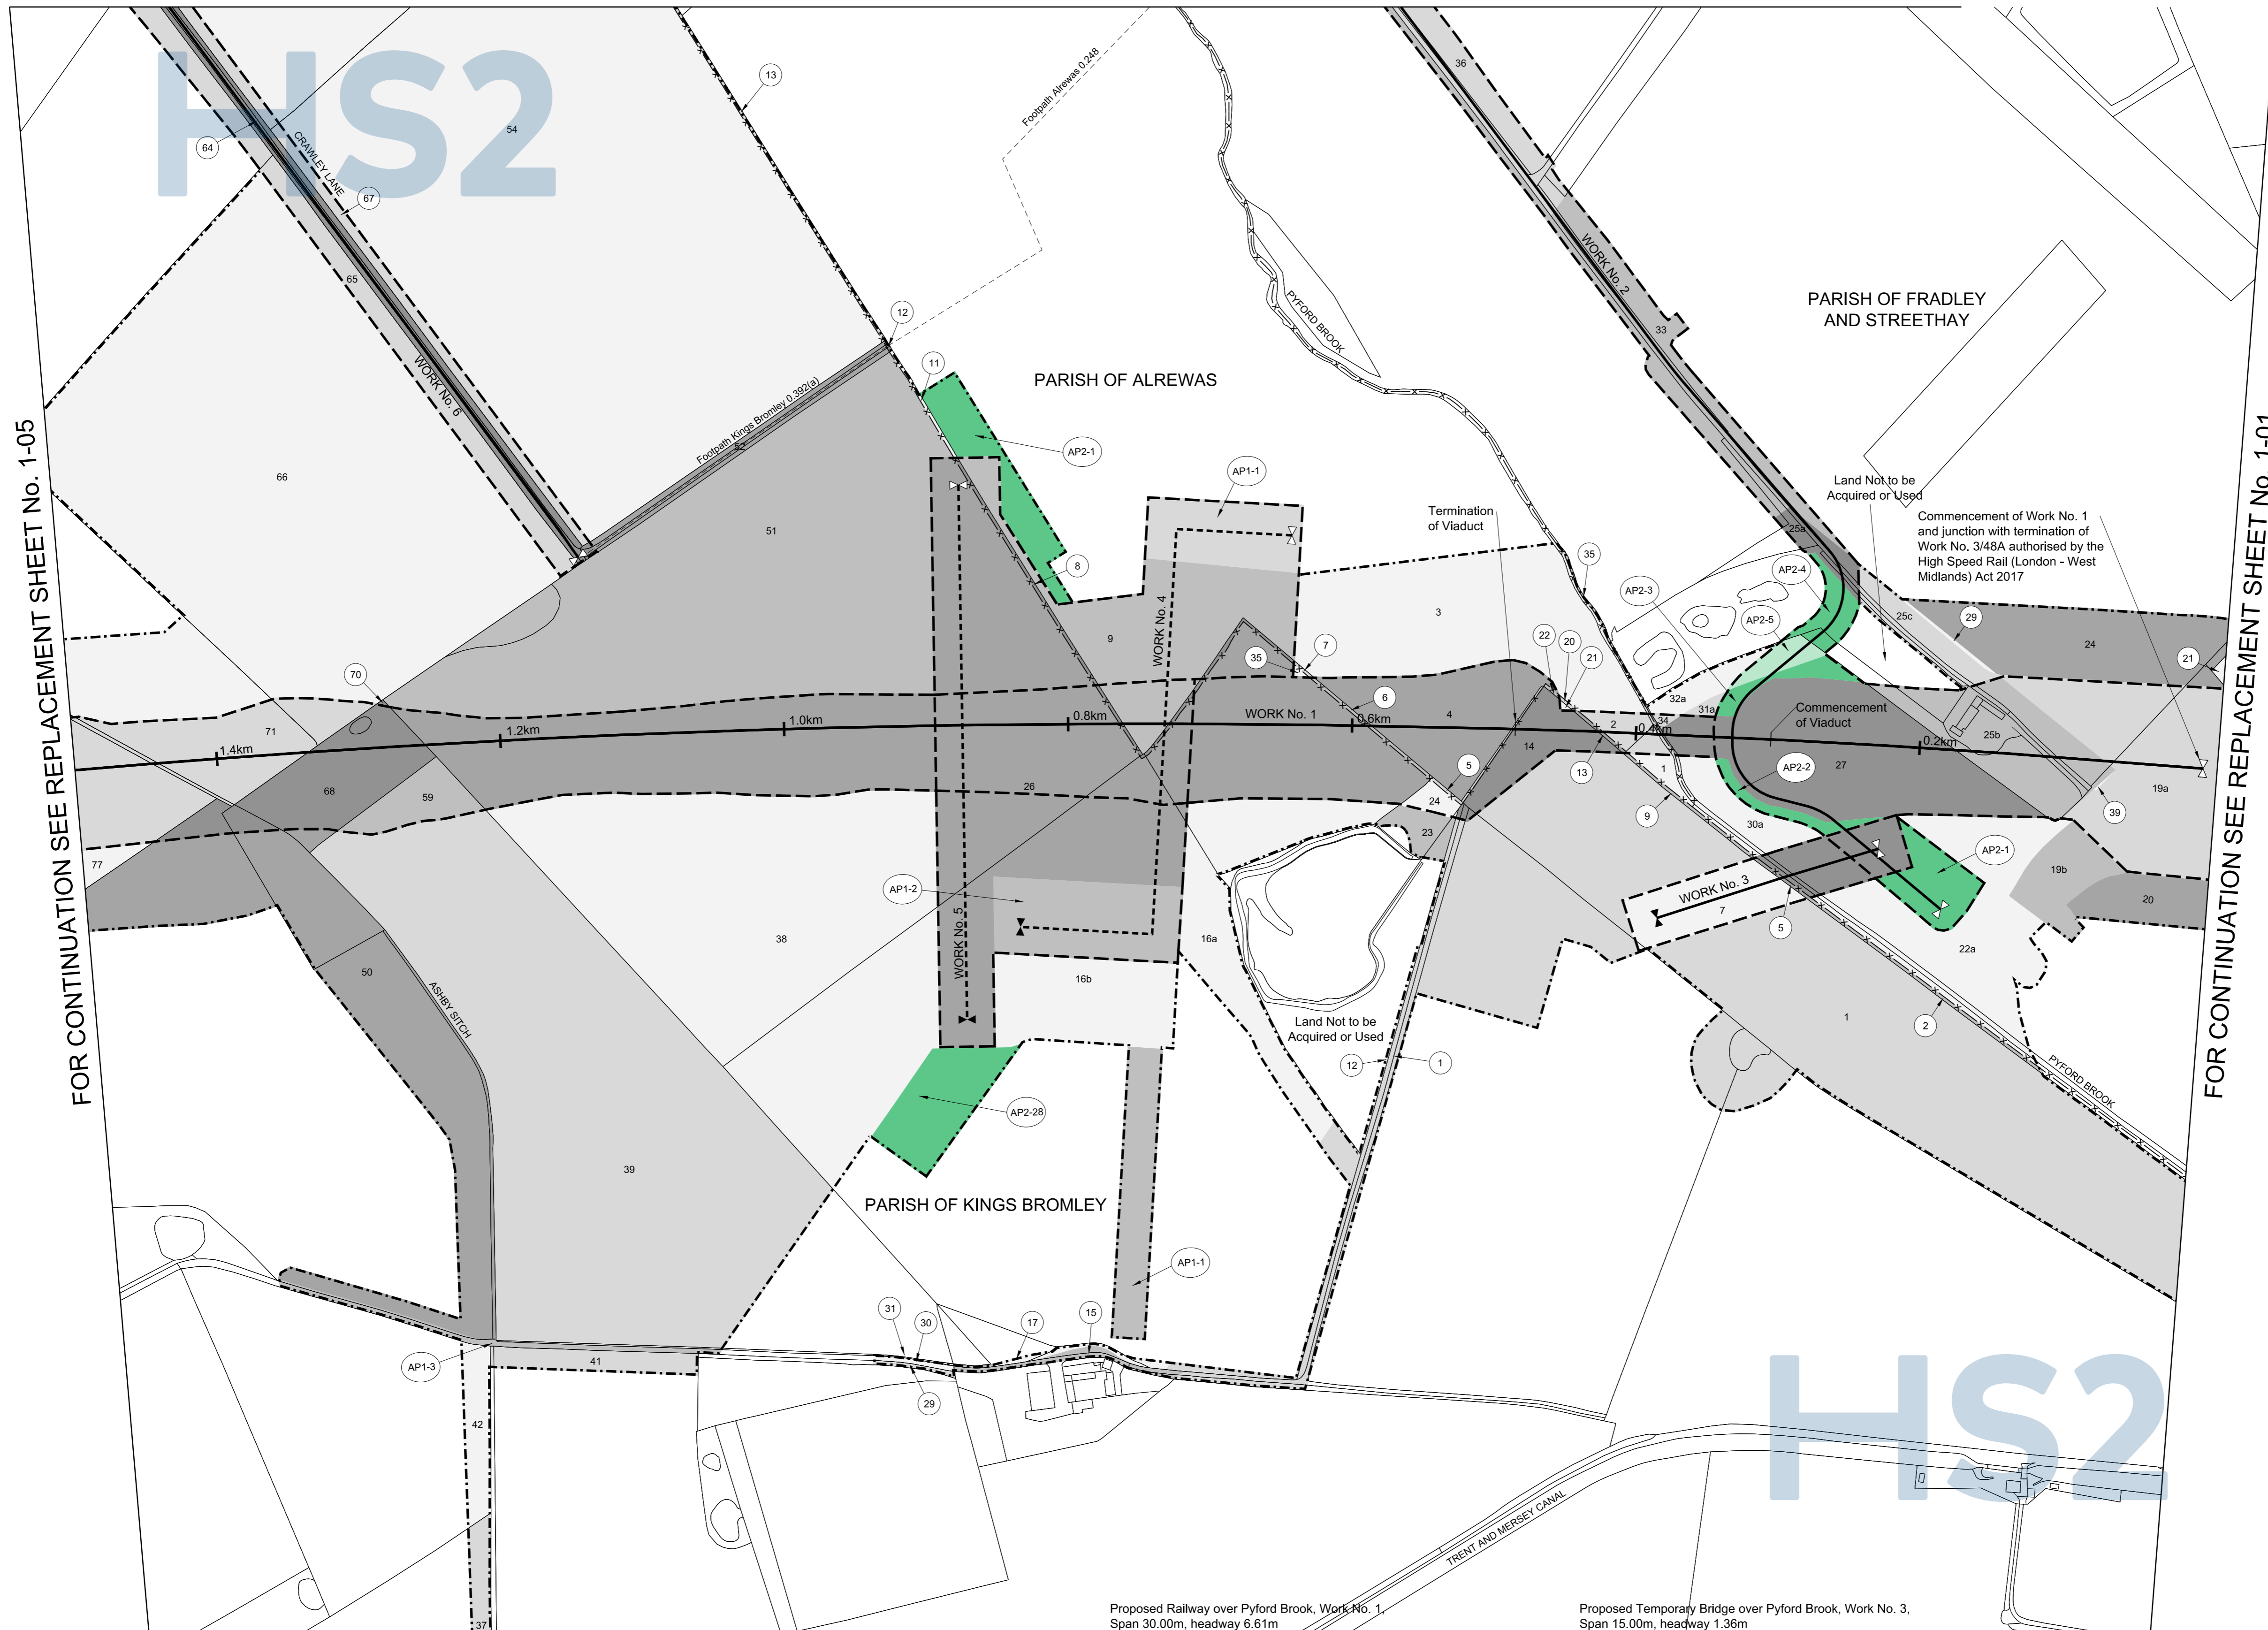 HS2
FOR CONTINUATION SEE REPLACEMENT SHEET No. 1-05
FOR CONTINUATION SEE REPLACEMENT SHEET No. 1-01
13
36
54
64
CRAWLEY LANE
67
Footpath Alrewas 0.248
65
WORK No. 6
WORK No. 2
PYFORD BROOK
PARISH OF FRADLEY
AND STREETHAY
33
12
11
PARISH OF ALREWAS
Footpath Kings Bromley 0.392(a)
52
AP2-1
AP1-1
66
51
Land Not to be
Acquired or Used
Termination
of Viaduct
Commencement of Work No. 1
and junction with termination of
Work No. 3/48A authorised by the
High Speed Rail (London - West
Midlands) Act 2017
25a
35
8
AP2-4
AP2-3
AP2-5
3
9
WORK No. 4
25c
29
24
22
20
21
7
35
21
70
6
32a
31a
4
WORK No. 1
2
34
Commencement
of Viaduct
71
1.4km
1.2km
1.0km
0.8km
0.6km
0.4km
0.2km
25b
14
13
5
1
AP2-2
27
19a
68
59
26
24
9
30a
39
23
77
AP2-1
AP1-2
WORK No. 3
7
19b
20
WORK No. 5
38
16a
5
22a
50
ASHBY SITCH
16b
Land Not to be
Acquired or Used
1
2
12
1
PYFORD BROOK
AP2-28
39
PARISH OF KINGS BROMLEY
AP1-1
31
30
17
15
AP1-3
41
29
42
TRENT AND MERSEY CANAL
HS2
37
Proposed Railway over Pyford Brook, Work No. 1,
Span 30.00m, headway 6.61m
Proposed Temporary Bridge over Pyford Brook, Work No. 3,
Span 15.00m, headway 1.36m